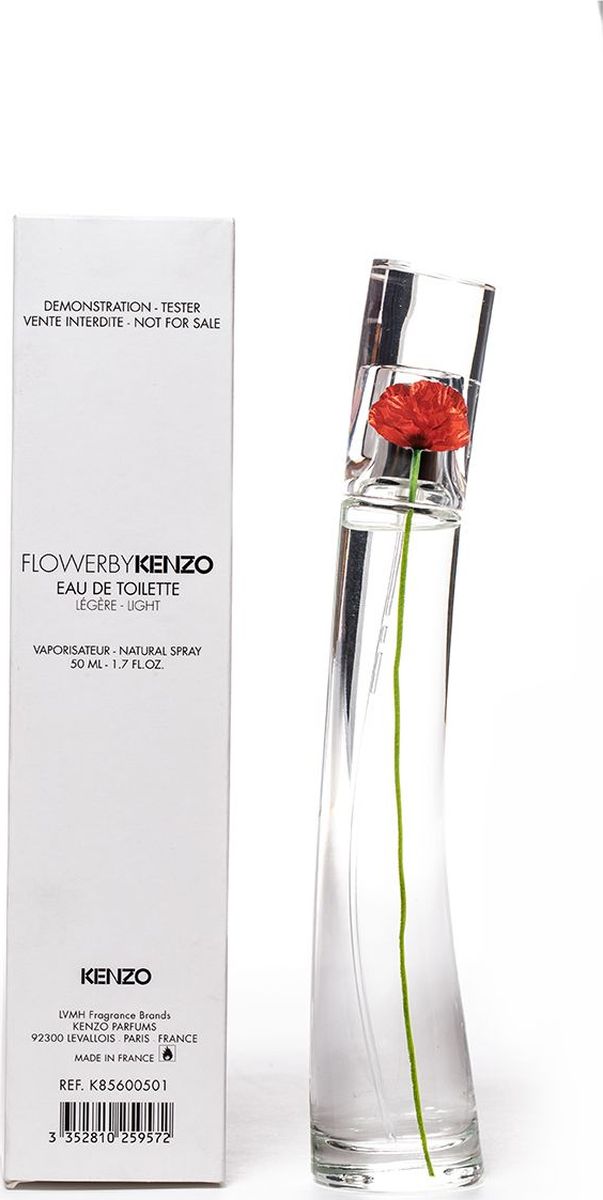 DEMONSTRATION - TESTER
VENTE INTERDITE - NOT FOR SALE
FLOWERBYKENZO
EAU DE TOILETTE
LÉGÈRE - LIGHT
VAPORISATEUR - NATURAL SPRAY
50 ML - 1.7 FL.OZ.
KENZO
LVMH Fragrance Brands
KENZO PARFUMS
92300 LEVALLOIS - PARIS - FRANCE
MADE IN FRANCE
REF. K85600501
3 352810 259572